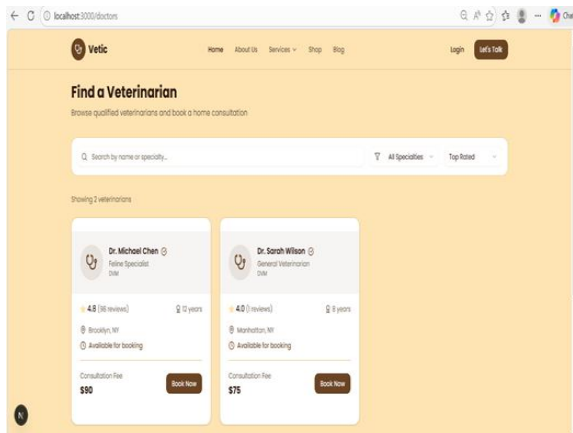 localhost:3000/doctors
Vetic
Home About Us Services Shop Blog
Login Let's Talk
Find a Veterinarian
Browse qualified veterinarians and book a home consultation
Search by name or specialty...
All Specialties Top Rated
Showing 2 veterinarians
Dr. Michael Chen
Feline Specialist
DVM
4.8 (98 reviews) 12 years
Brooklyn, NY
Available for booking
Consultation Fee
$90
Book Now
Dr. Sarah Wilson
General Veterinarian
DVM
4.0 (1 reviews) 8 years
Manhattan, NY
Available for booking
Consultation Fee
$75
Book Now
N